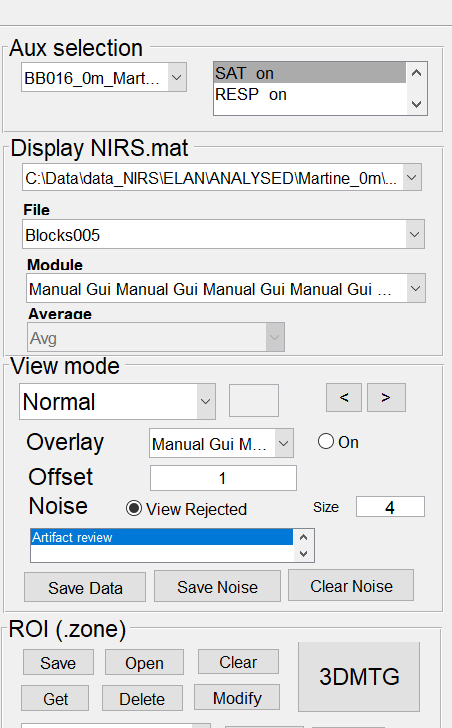 Aux selection
BB016_0m_Mart...
SAT on
RESP on
Display NIRS.mat
C:\Data\data_NIRS\ELAN\ANALYSED\Martine_0m\...
File
Blocks005
Module
Manual Gui Manual Gui Manual Gui Manual Gui ...
Average
Avg
View mode
Normal
< >
Overlay Manual Gui M... On
Offset 1
Noise View Rejected Size 4
Artifact review
Save Data Save Noise Clear Noise
ROI (.zone)
Save Open Clear
3DMTG
Get Delete Modify